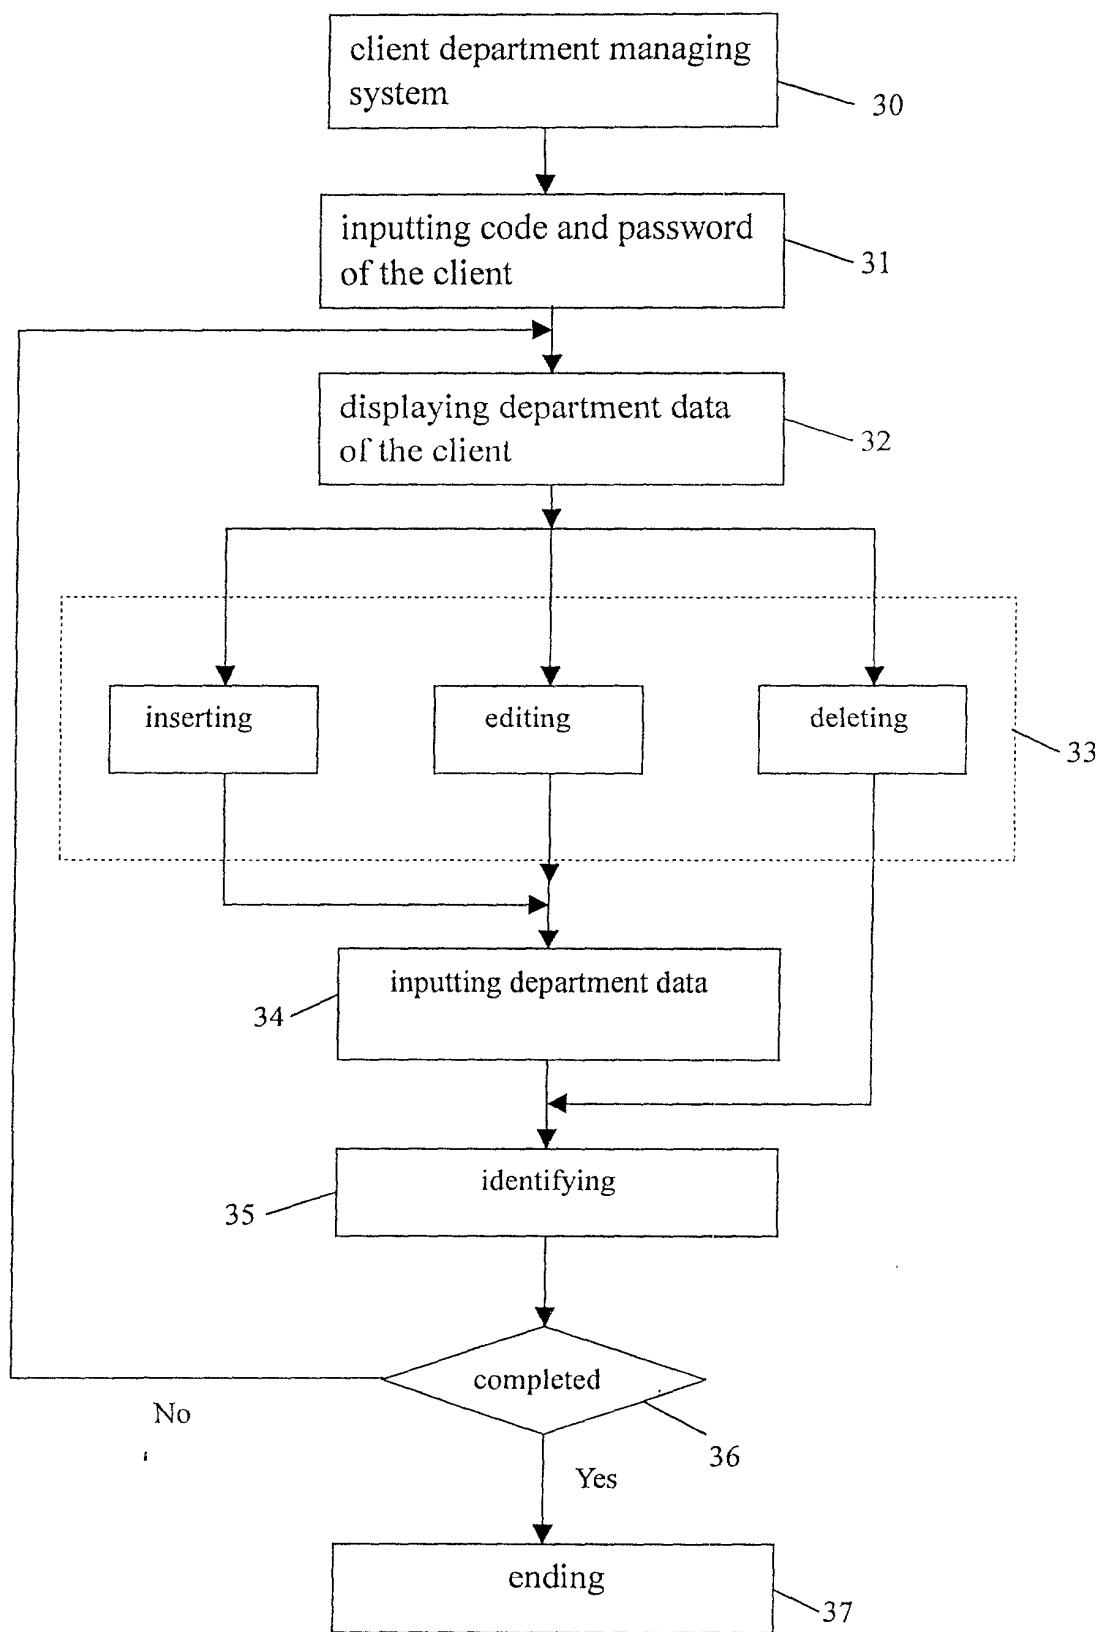 client department managing
system
30
inputting code and password
of the client
31
displaying department data
of the client
32
inserting
editing
deleting
33
inputting department data
34
identifying
35
completed
No
36
Yes
ending
37